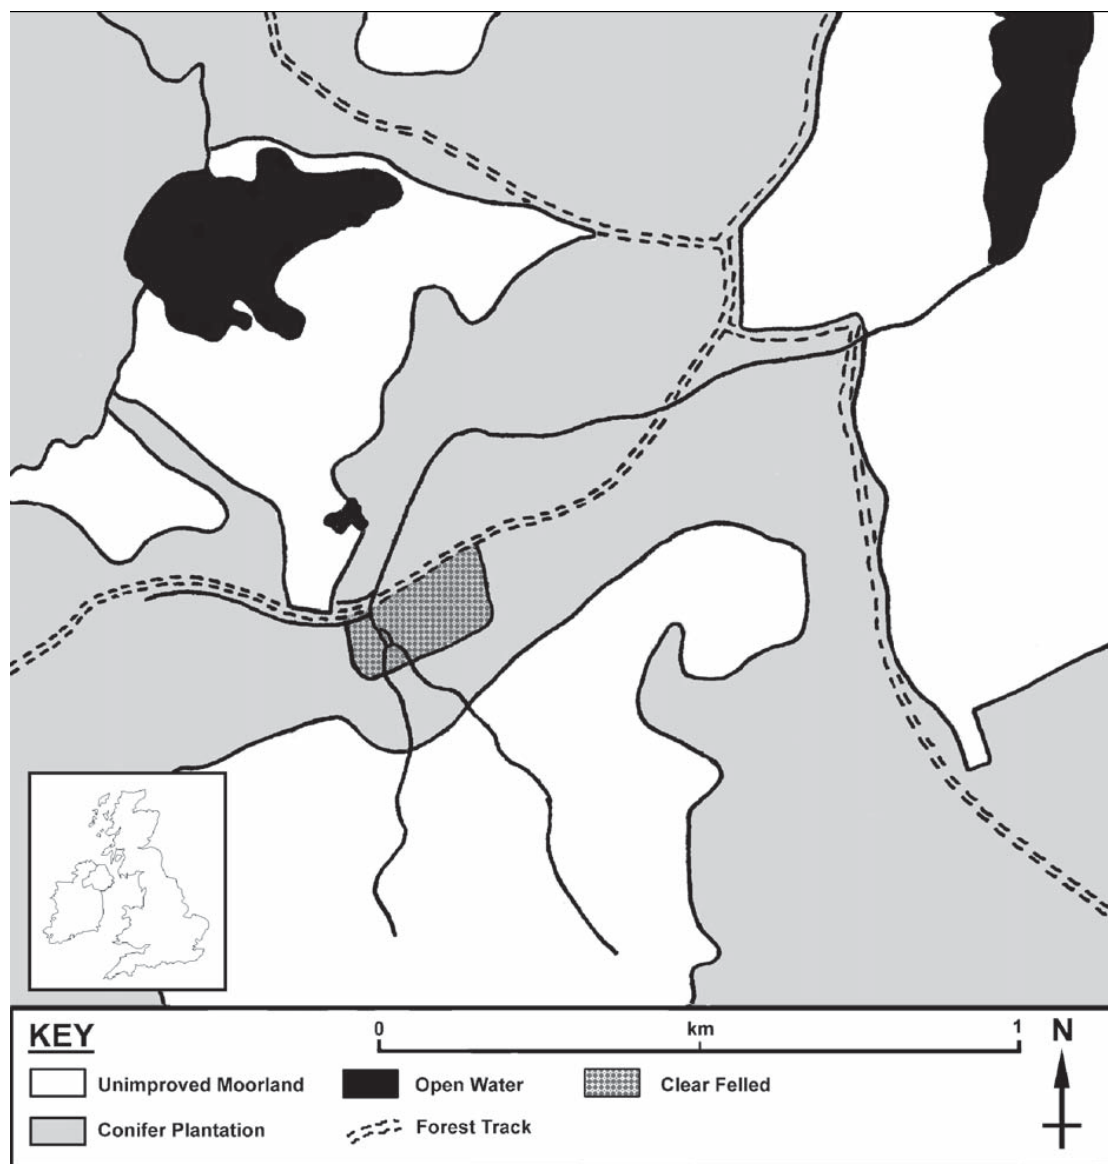 KEY
0 km 1
N
Unimproved Moorland
Open Water
Clear Felled
Conifer Plantation
Forest Track